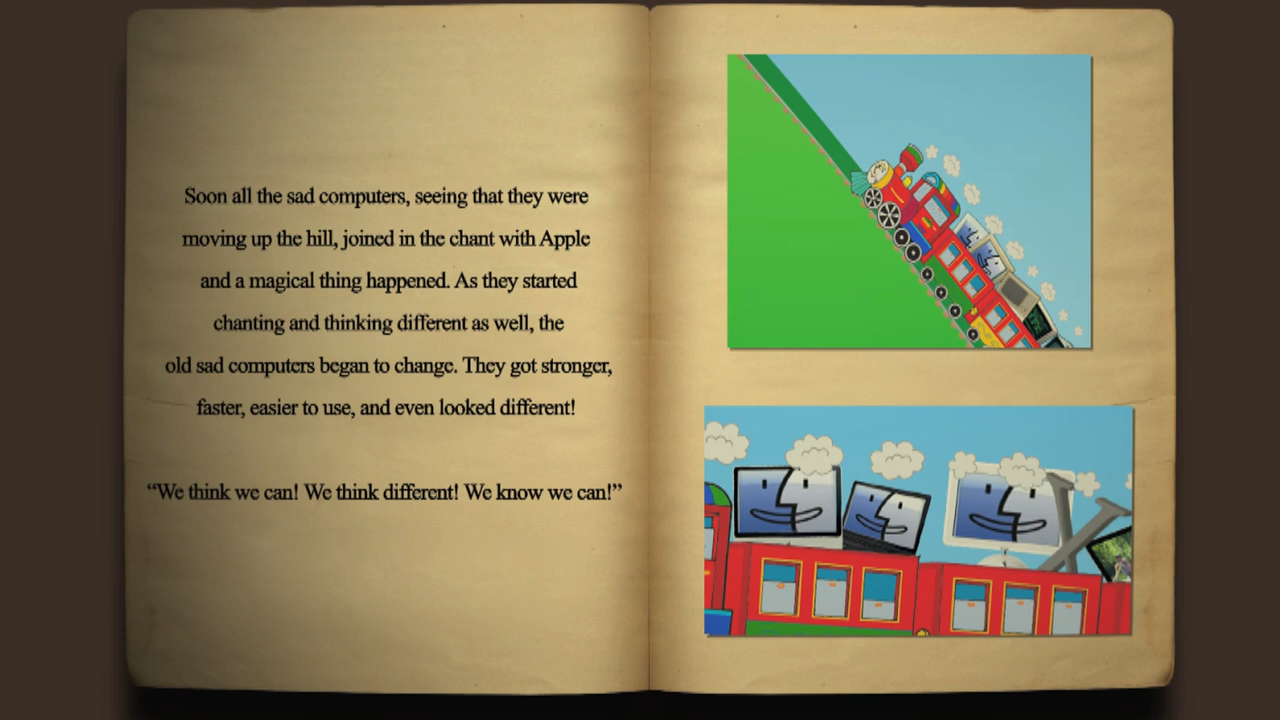 Soon all the sad computers, seeing that they were
moving up the hill, joined in the chant with Apple
and a magical thing happened. As they started
chanting and thinking different as well, the
old sad computers began to change. They got stronger,
faster, easier to use, and even looked different!
“We think we can! We think different! We know we can!”
X